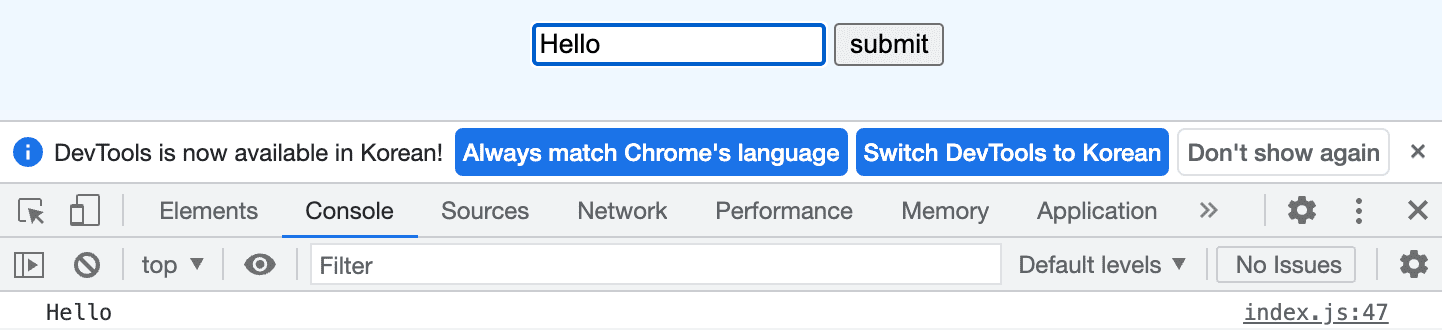 Hello submit
DevTools is now available in Korean! Always match Chrome's language Switch DevTools to Korean Don't show again
Elements Console Sources Network Performance Memory Application
top Filter Default levels No Issues
Hello index.js:47